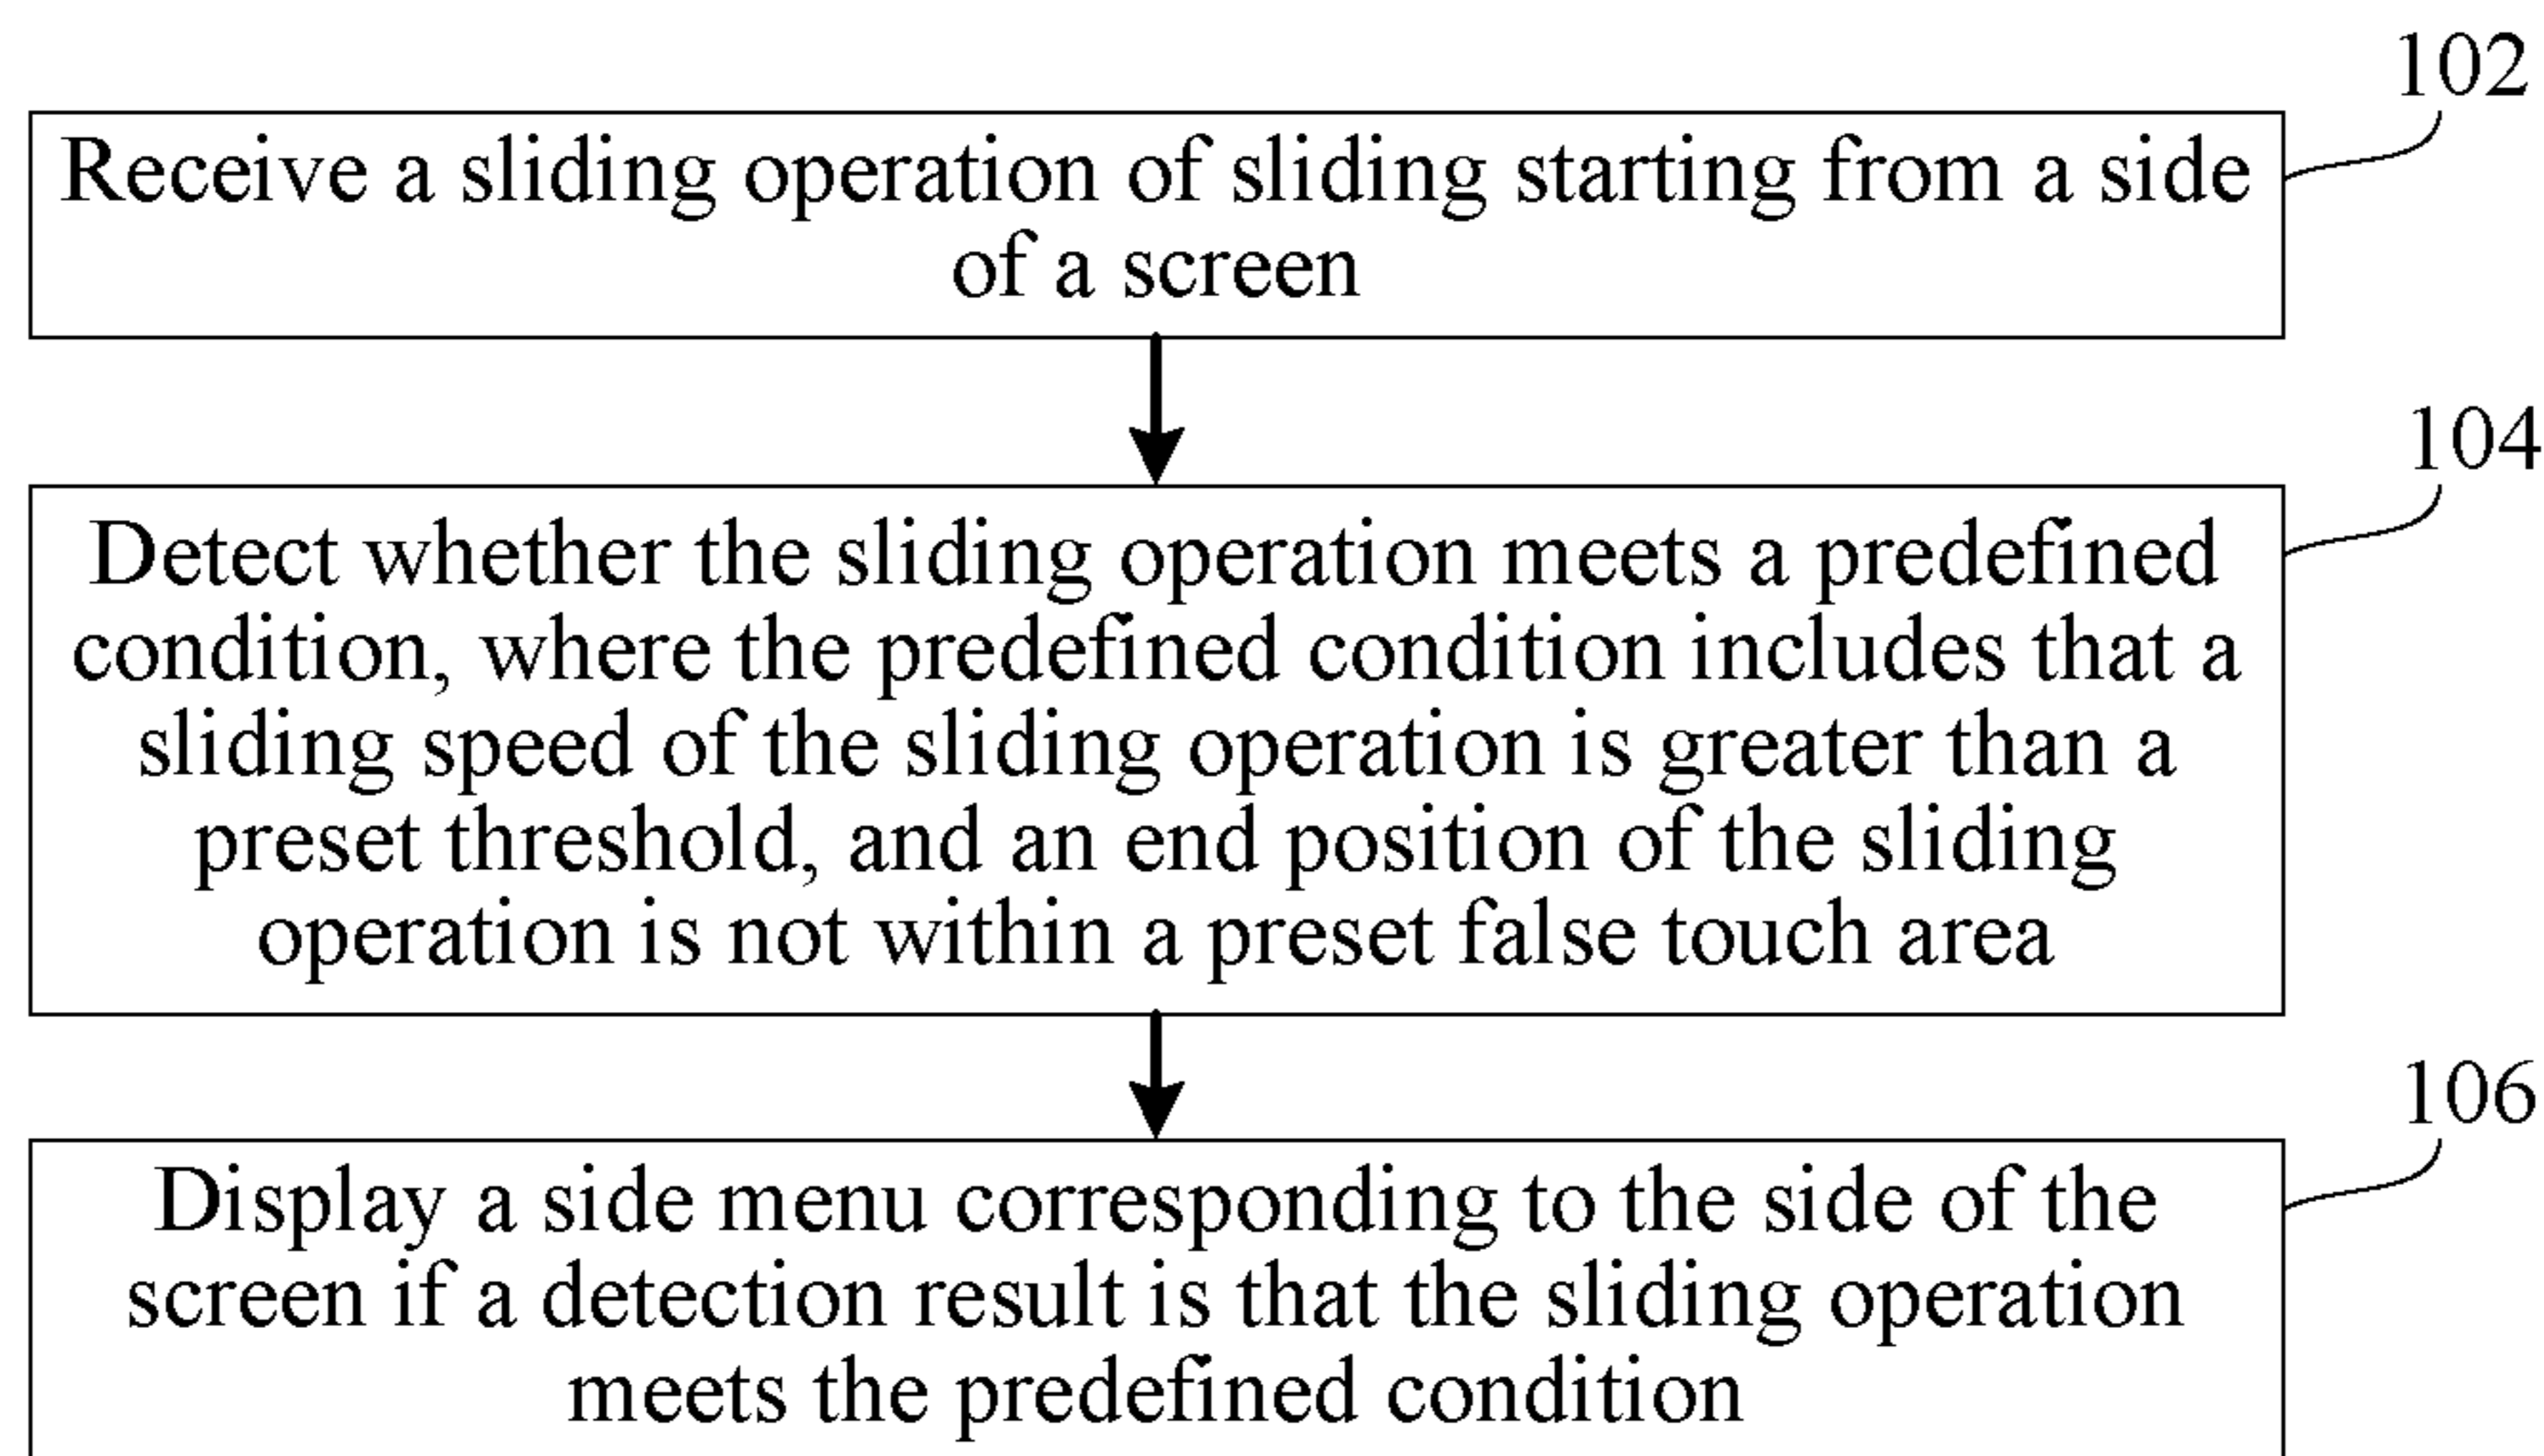 102
Receive a sliding operation of sliding starting from a side
of a screen
104
Detect whether the sliding operation meets a predefined
condition, where the predefined condition includes that a
sliding speed of the sliding operation is greater than a
preset threshold, and an end position of the sliding
operation is not within a preset false touch area
106
Display a side menu corresponding to the side of the
screen if a detection result is that the sliding operation
meets the predefined condition